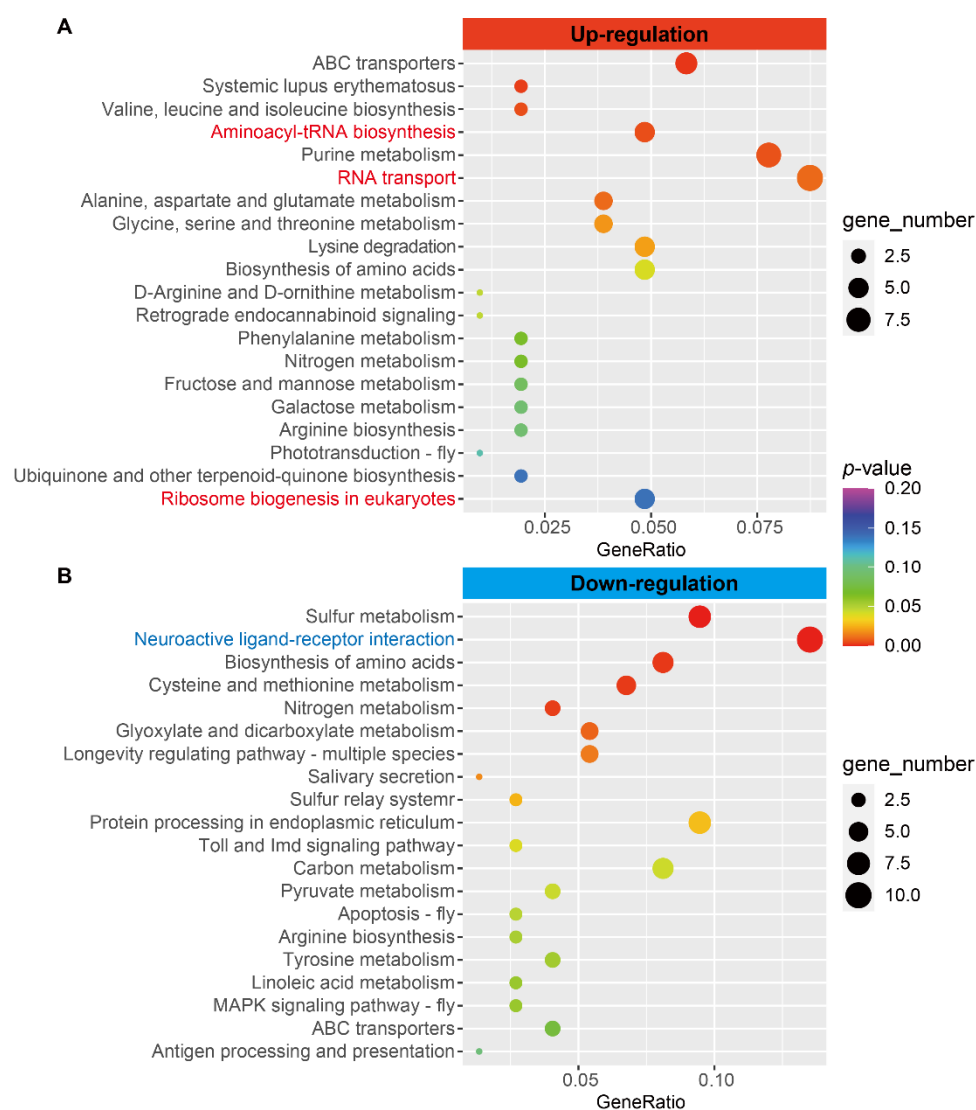 A
Up-regulation
ABC transporters
Systemic lupus erythematosus
Valine, leucine and isoleucine biosynthesis
Aminoacyl-tRNA biosynthesis
Purine metabolism
RNA transport
Alanine, aspartate and glutamate metabolism
Glycine, serine and threonine metabolism
Lysine degradation
Biosynthesis of amino acids
D-Arginine and D-ornithine metabolism
Retrograde endocannabinoid signaling
Phenylalanine metabolism
Nitrogen metabolism
Fructose and mannose metabolism
Galactose metabolism
Arginine biosynthesis
Phototransduction - fly
Ubiquinone and other terpenoid-quinone biosynthesis
Ribosome biogenesis in eukaryotes
0.025 0.050 0.075
GeneRatio
gene_number
2.5
5.0
7.5
p-value
0.20
0.15
0.10
0.05
0.00
B
Down-regulation
Sulfur metabolism
Neuroactive ligand-receptor interaction
Biosynthesis of amino acids
Cysteine and methionine metabolism
Nitrogen metabolism
Glyoxylate and dicarboxylate metabolism
Longevity regulating pathway - multiple species
Salivary secretion
Sulfur relay systemr
Protein processing in endoplasmic reticulum
Toll and Imd signaling pathway
Carbon metabolism
Pyruvate metabolism
Apoptosis - fly
Arginine biosynthesis
Tyrosine metabolism
Linoleic acid metabolism
MAPK signaling pathway - fly
ABC transporters
Antigen processing and presentation
0.05 0.10
GeneRatio
gene_number
2.5
5.0
7.5
10.0